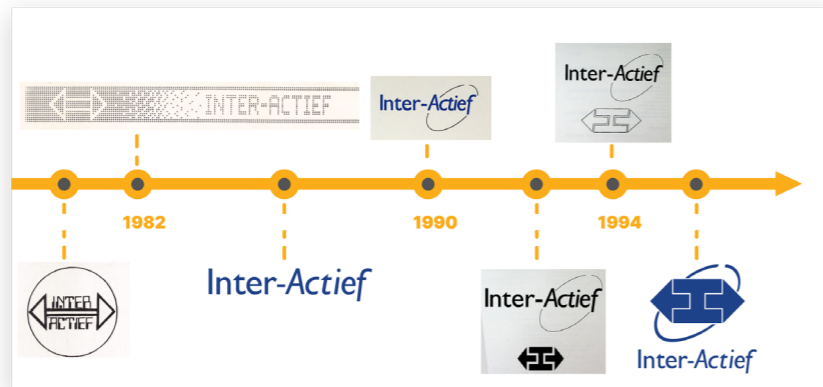 INTER-ACTIEF
Inter-Actief
Inter-Actief
1982
1990
1994
INTER
ACTIEF
Inter-Actief
Inter-Actief
Inter-Actief